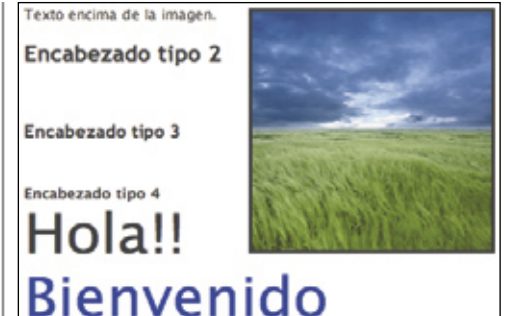 Texto encima de la imagen.
Encabezado tipo 2
Encabezado tipo 3
Encabezado tipo 4
Hola!!
Bienvenido